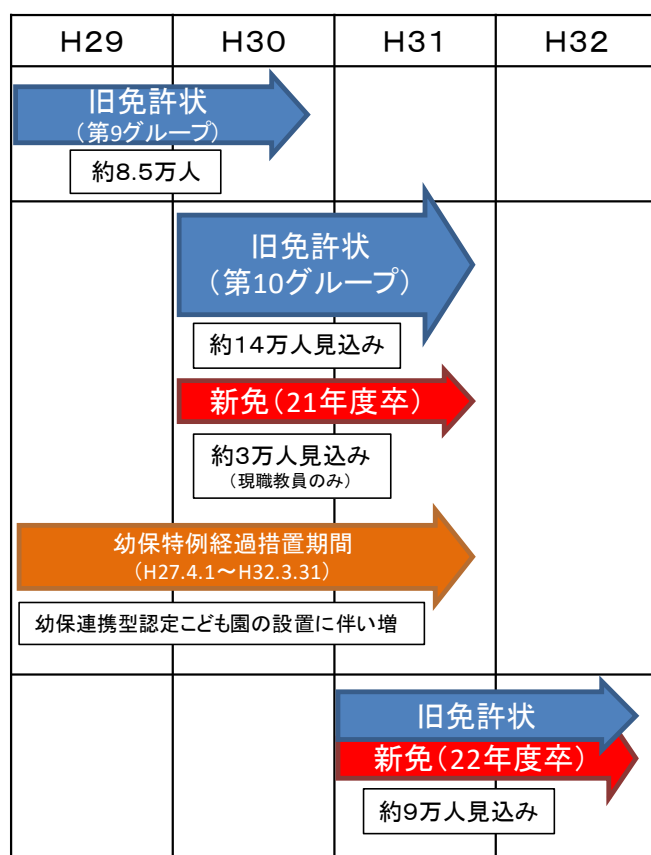 H29 H30 H31 H32
旧免許状
(第9グループ)
約8.5万人
旧免許状
(第10グループ)
約14万人見込み
新免(21年度卒)
約3万人見込み
(現職教員のみ)
幼保特例経過措置期間
(H27.4.1~H32.3.31)
幼保連携型認定こども園の設置に伴い増
旧免許状
新免(22年度卒)
約9万人見込み